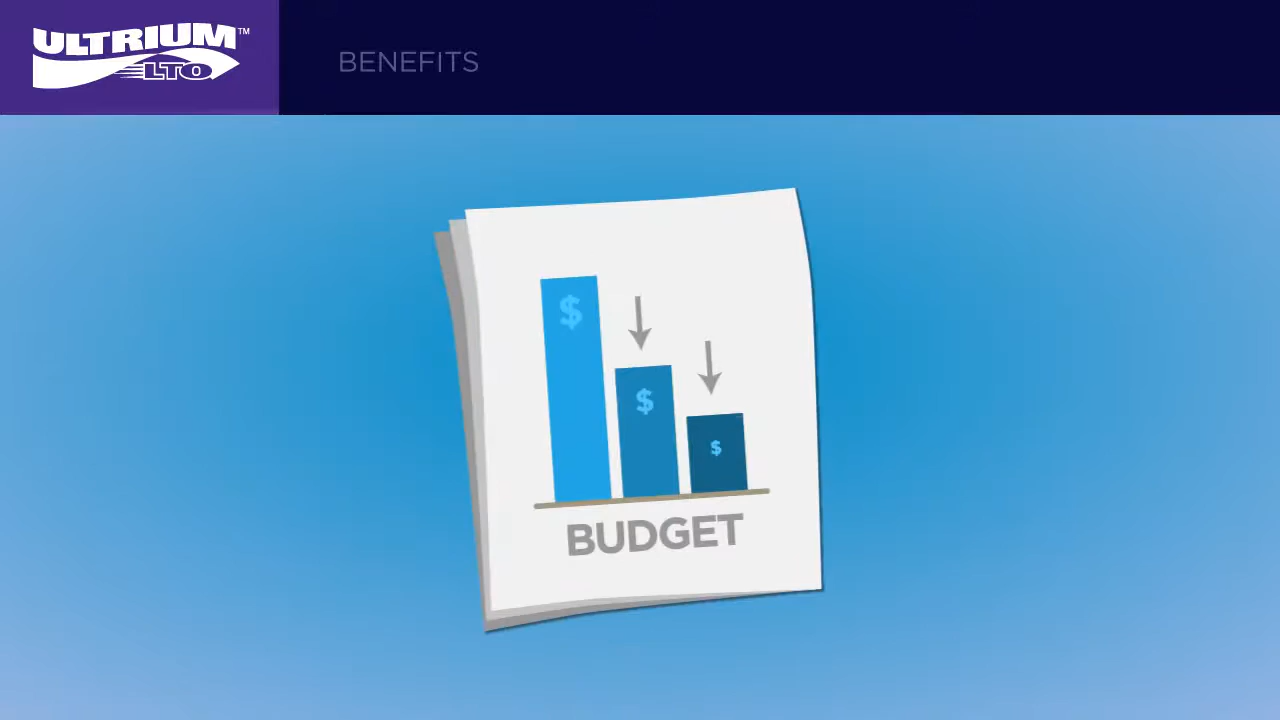 ULTRIUM™
LTO
BENEFITS
$
$
$
BUDGET